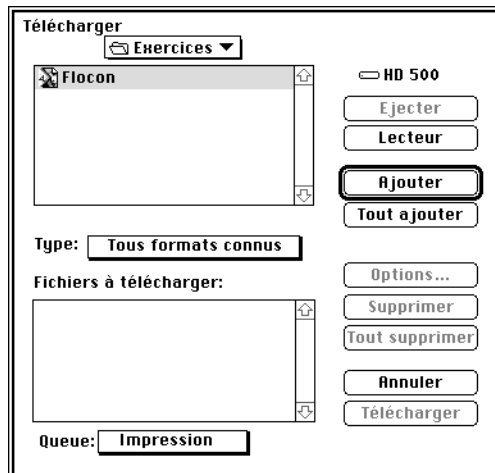 Télécharger
Exercices
Flocon
HD 500
Ejecter
Lecteur
Ajouter
Tout ajouter
Type: Tous formats connus
Fichiers à télécharger:
Options...
Supprimer
Tout supprimer
Annuler
Télécharger
Queue: Impression